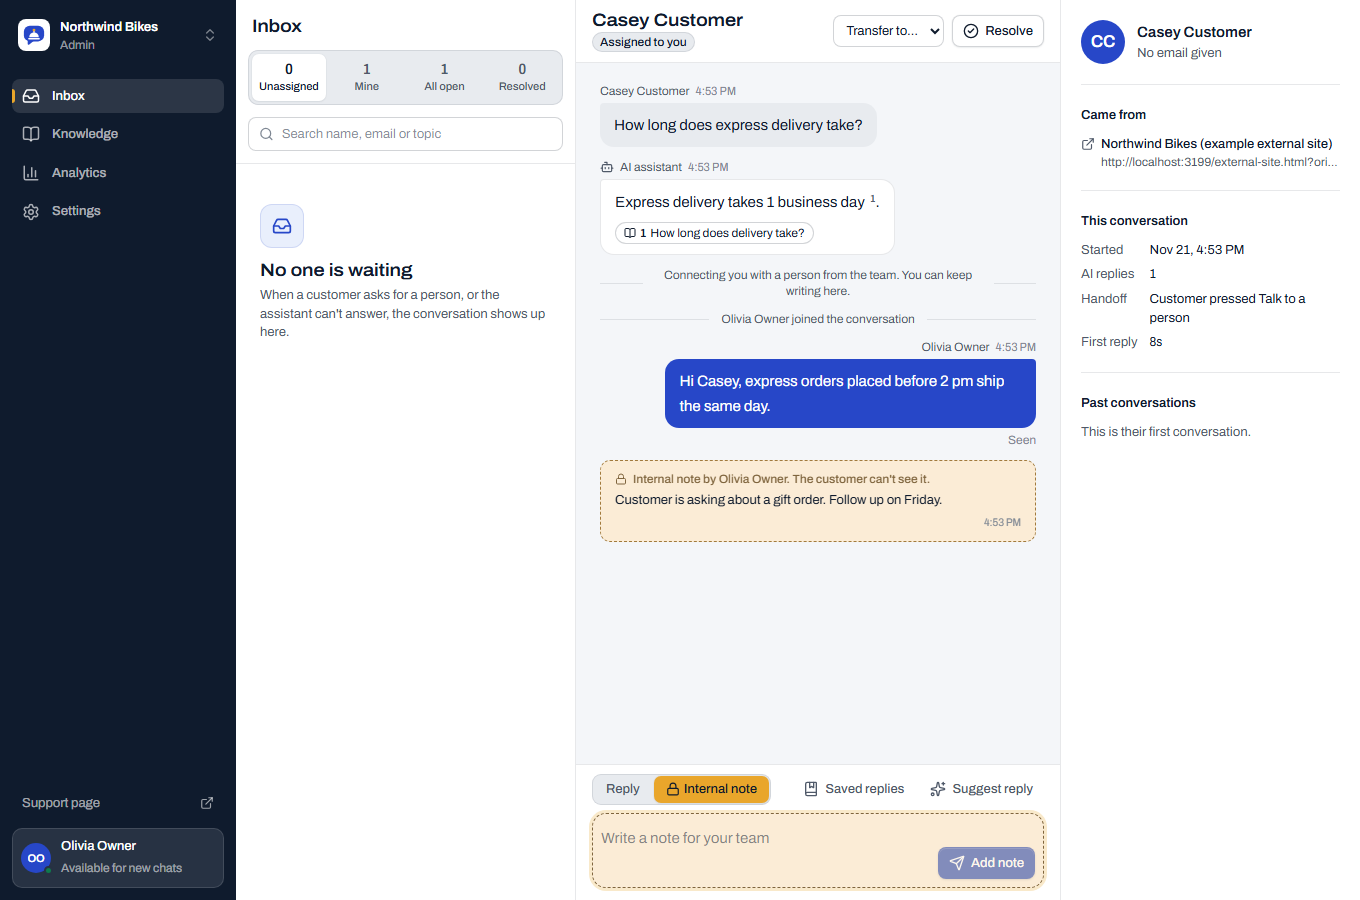 Northwind Bikes
Admin
Inbox
Knowledge
Analytics
Settings
Support page
OO
Olivia Owner
Available for new chats
Inbox
0
Unassigned
1
Mine
1
All open
0
Resolved
Search name, email or topic
No one is waiting
When a customer asks for a person, or the
assistant can't answer, the conversation shows up
here.
Casey Customer
Assigned to you
Transfer to...
Resolve
Casey Customer 4:53 PM
How long does express delivery take?
AI assistant 4:53 PM
Express delivery takes 1 business day 1.
1 How long does delivery take?
Connecting you with a person from the team. You can keep
writing here.
Olivia Owner joined the conversation
Olivia Owner 4:53 PM
Hi Casey, express orders placed before 2 pm ship
the same day.
Seen
Internal note by Olivia Owner. The customer can't see it.
Customer is asking about a gift order. Follow up on Friday.
4:53 PM
Reply
Internal note
Saved replies
Suggest reply
Write a note for your team
Add note
CC
Casey Customer
No email given
Came from
Northwind Bikes (example external site)
http://localhost:3199/external-site.html?ori...
This conversation
Started Nov 21, 4:53 PM
AI replies 1
Handoff Customer pressed Talk to a
person
First reply 8s
Past conversations
This is their first conversation.